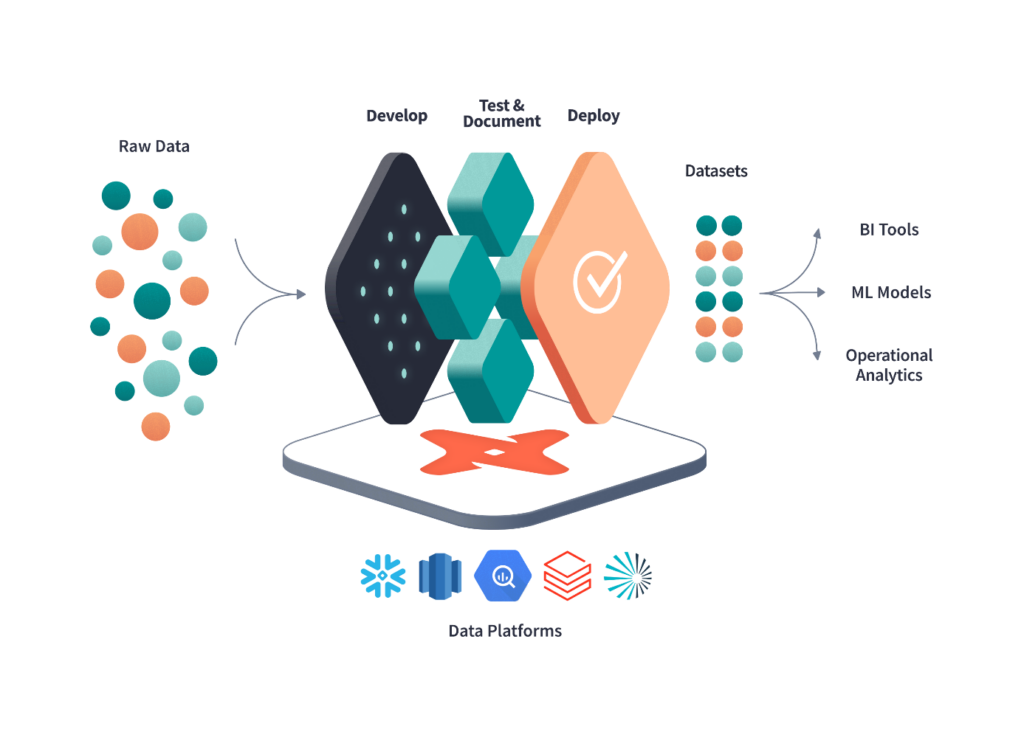 Raw Data
Develop
Test &
Document
Deploy
Datasets
BI Tools
ML Models
Operational
Analytics
Data Platforms